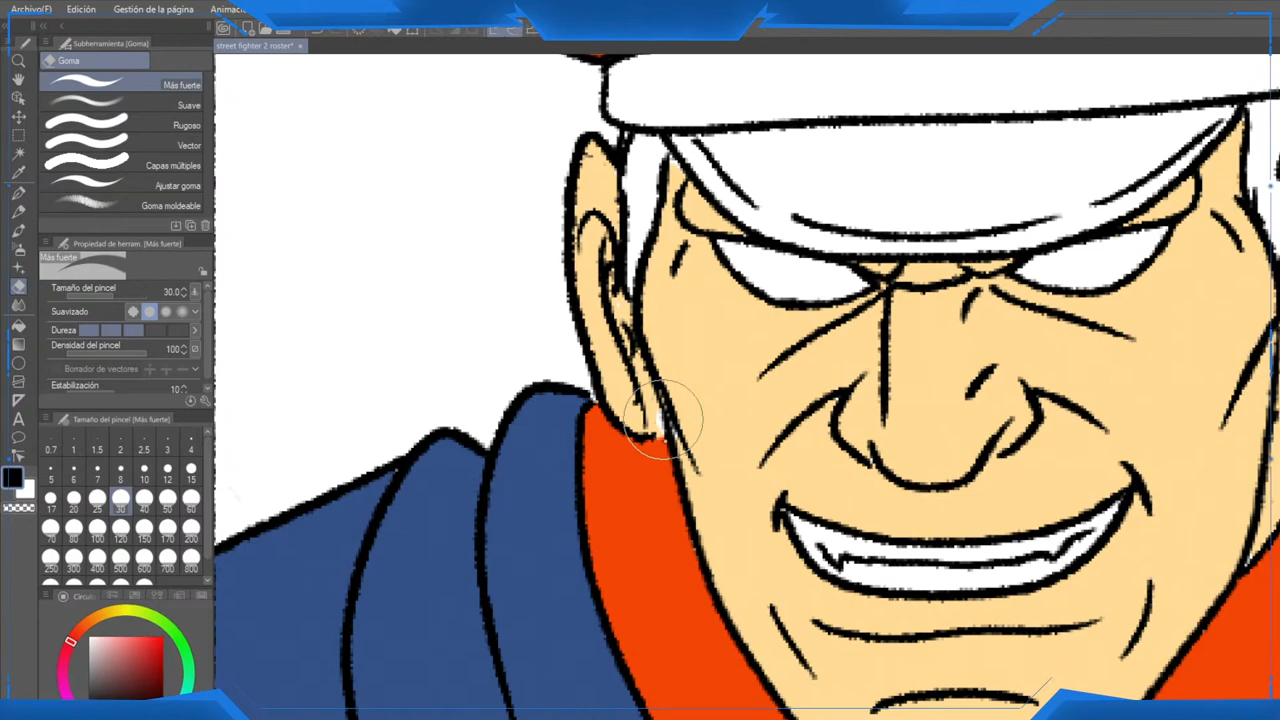 Archivo(F) Edición Gestión de la página Animació
Subherramienta [Goma]
street fighter 2 roster*
Goma
Más fuerte
Suave
Rugoso
Vector
Capas múltiples
Ajustar goma
Goma moldeable
Propiedad de herram. [Más fuerte]
Más fuerte
Tamaño del pincel 30.0
Suavizado
Dureza
Densidad del pincel 100
Borrador de vectores
Estabilización 10
Tamaño del pincel [Más fuerte]
0.7 1 1.5 2 2.5 3 4
5 6 7 8 10 12 15
17 20 25 30 40 50 60
70 80 100 120 150 170 200
250 300 400 500 600 700 800
Círculo